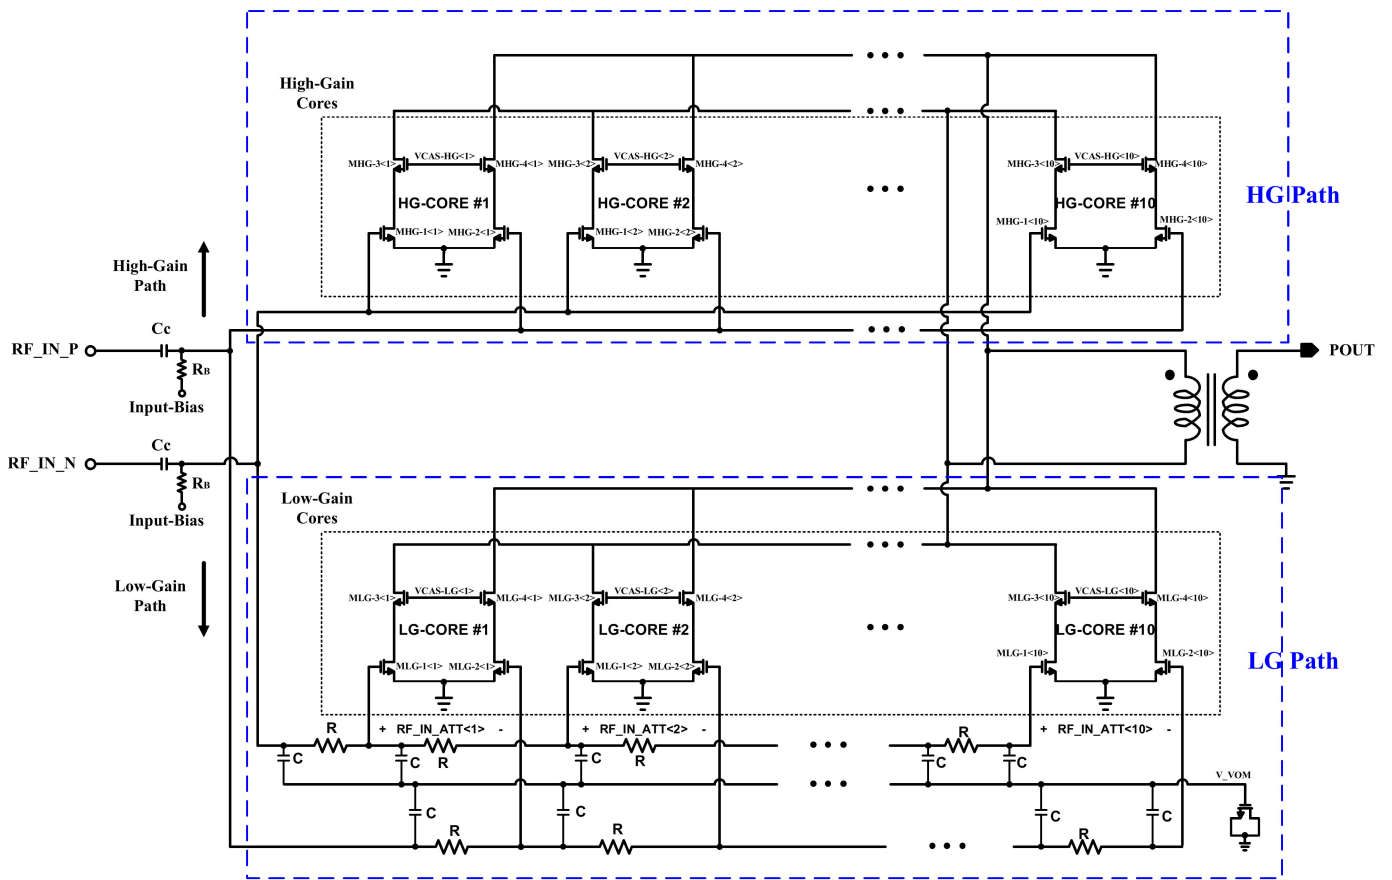 High-Gain
Cores
MHG-3<1>
VCAS-HG<1>
MHG-4<1>
MHG-3<2>
VCAS-HG<2>
MHG-4<2>
MHG-3<10>
VCAS-HG<10>
MHG-4<10>
HG-CORE #1
HG-CORE #2
HG-CORE #10
HG Path
MHG-1<1>
MHG-2<1>
MHG-1<2>
MHG-2<2>
MHG-1<10>
MHG-2<10>
High-Gain
Path
Cc
RF_IN_P
RB
Input-Bias
POUT
Cc
RF_IN_N
RB
Input-Bias
Low-Gain
Cores
Low-Gain
Path
MLG-3<1>
VCAS-LG<1>
MLG-4<1>
MLG-3<2>
VCAS-LG<2>
MLG-4<2>
MLG-3<10>
VCAS-LG<10>
MLG-4<10>
LG-CORE #1
LG-CORE #2
LG-CORE #10
LG Path
MLG-1<1>
MLG-2<1>
MLG-1<2>
MLG-2<2>
MLG-1<10>
MLG-2<10>
R
+ RF_IN_ATT<1> -
+ RF_IN_ATT<2> -
R
+ RF_IN_ATT<10> -
C
C
R
C
R
C
C
V_VOM
C
C
C
C
R
R
R